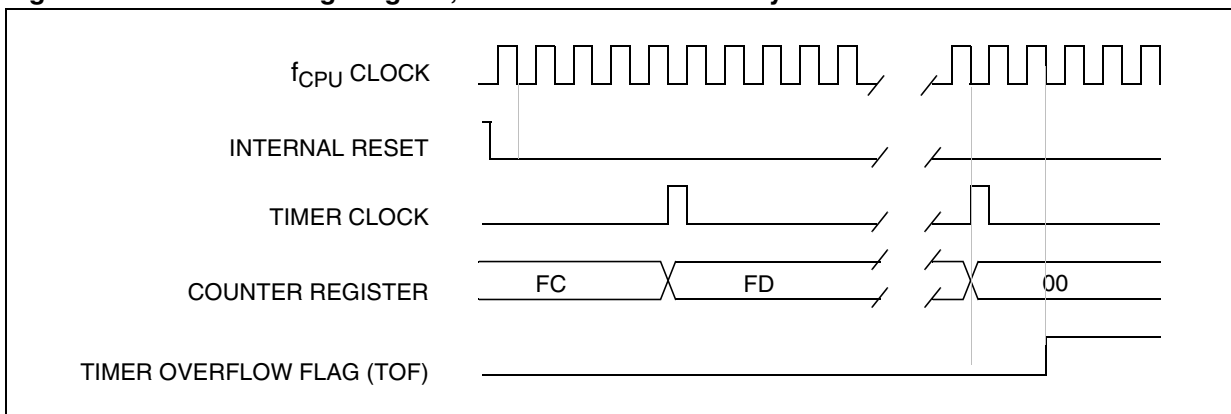 fCPU CLOCK
INTERNAL RESET
TIMER CLOCK
COUNTER REGISTER
FC
FD
00
TIMER OVERFLOW FLAG (TOF)